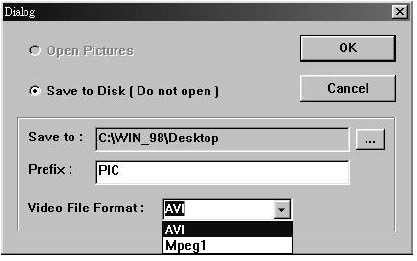 Dialog
Open Pictures
OK
Save to Disk ( Do not open )
Cancel
Save to : C:\WIN_98\Desktop ...
Prefix : PIC
Video File Format : AVI
AVI
Mpeg1